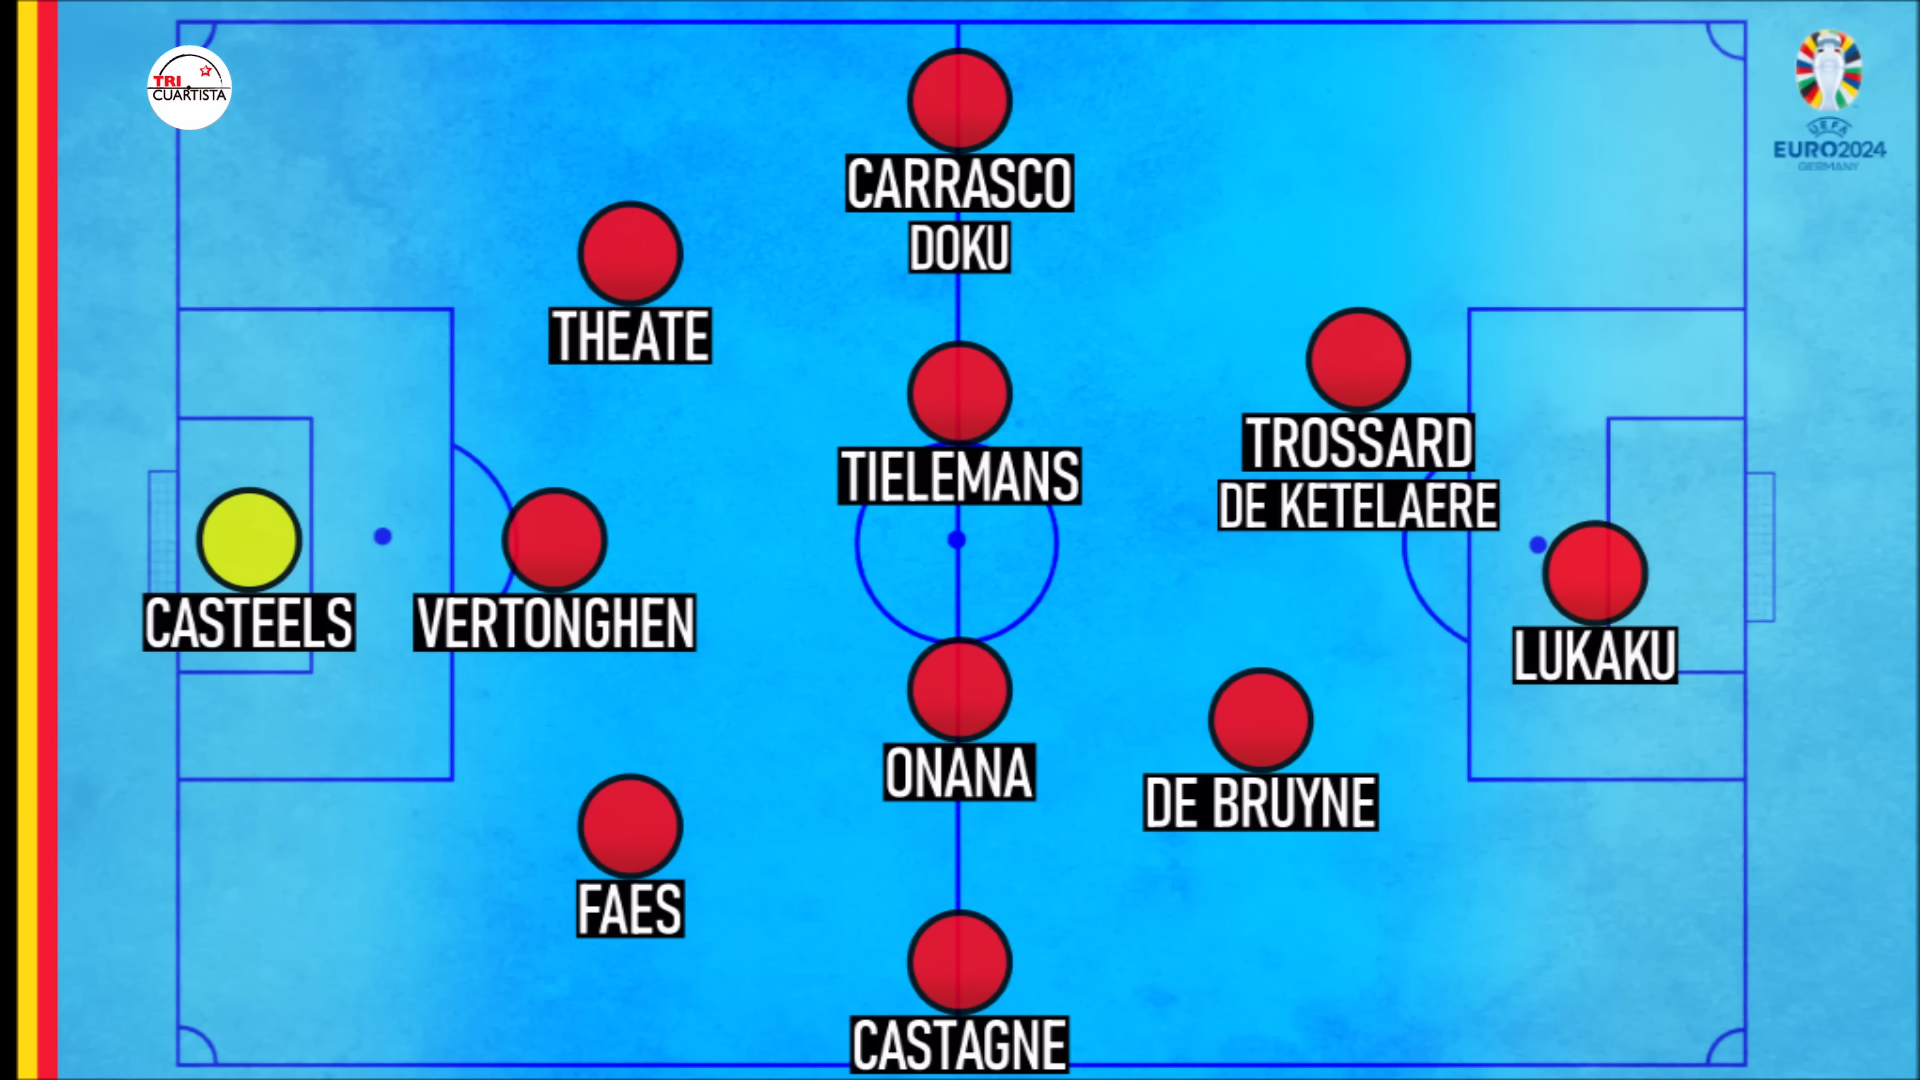 TRI
CUARTISTA
UEFA
EURO2024
GERMANY
CARRASCO
DOKU
THEATE
TIELEMANS
TROSSARD
DE KETELAERE
CASTEELS
VERTONGHEN
LUKAKU
ONANA
DE BRUYNE
FAES
CASTAGNE